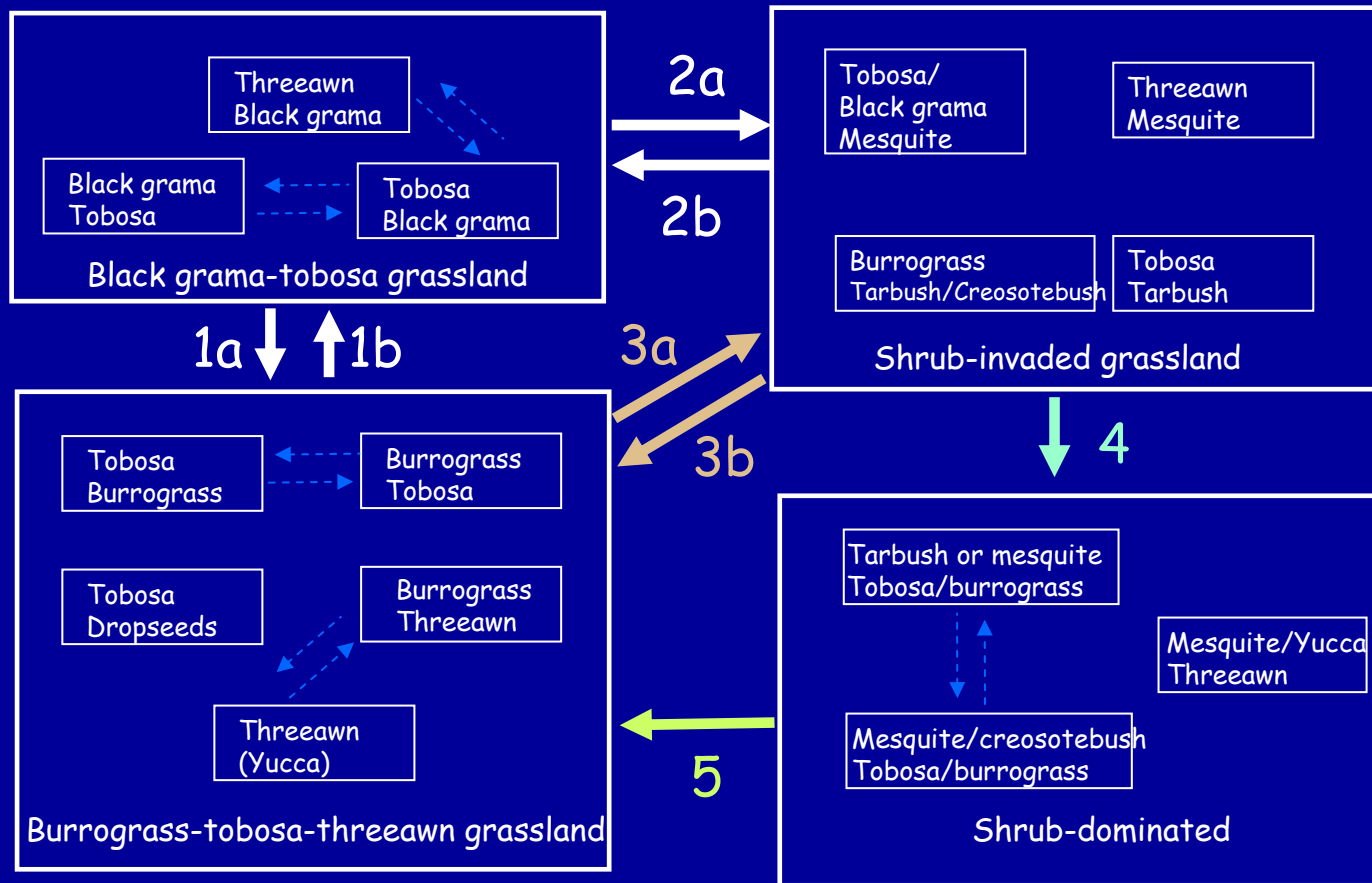 Threeawn
Black grama
Black grama
Tobosa
Tobosa
Black grama
Black grama-tobosa grassland
2a
2b
Tobosa/
Black grama
Mesquite
Threeawn
Mesquite
Burrograss
Tarbush/Creosotebush
Tobosa
Tarbush
Shrub-invaded grassland
1a
1b
3a
3b
4
Tobosa
Burrograss
Burrograss
Tobosa
Tobosa
Dropseeds
Burrograss
Threeawn
Threeawn
(Yucca)
Burrograss-tobosa-threeawn grassland
5
Tarbush or mesquite
Tobosa/burrograss
Mesquite/Yucca
Threeawn
Mesquite/creosotebush
Tobosa/burrograss
Shrub-dominated